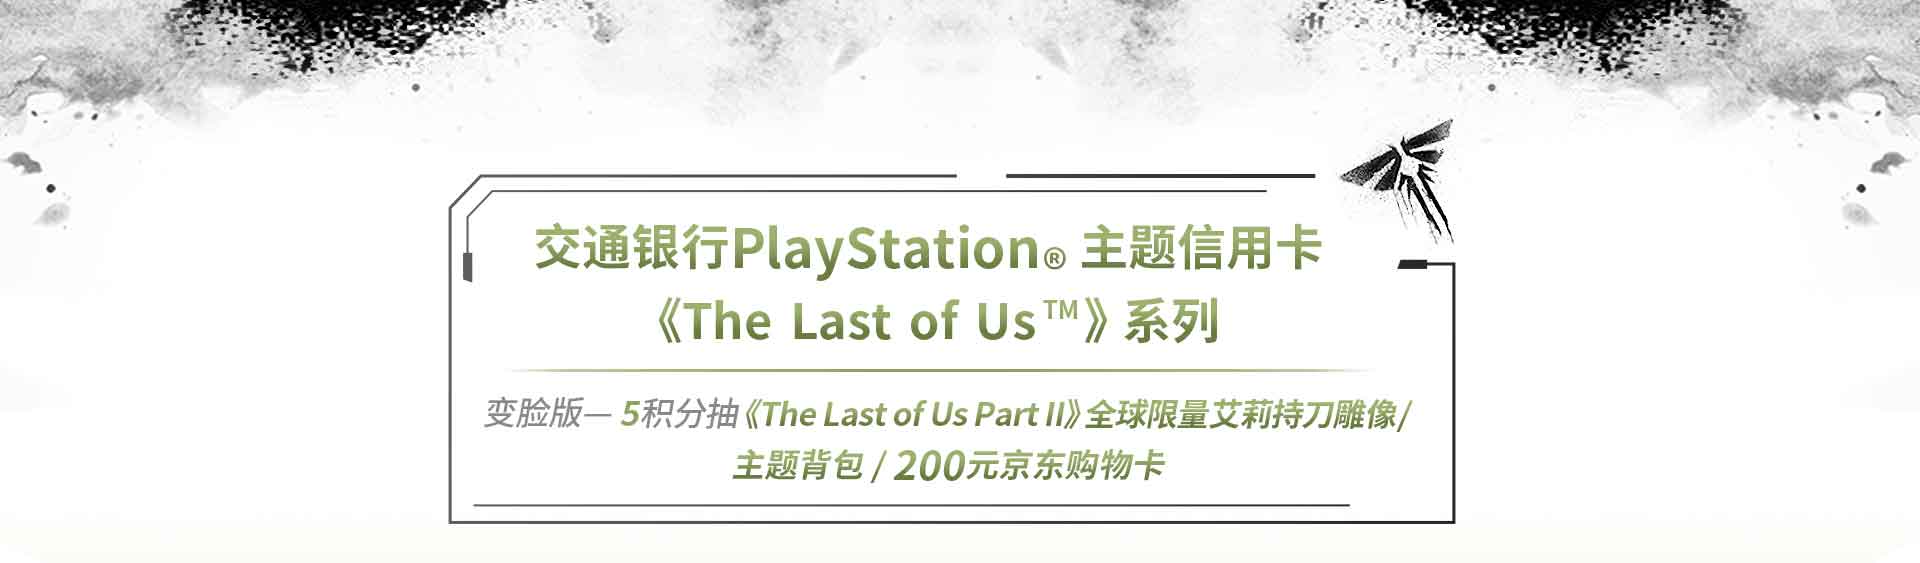 交通银行PlayStation® 主题信用卡
《The Last of Us™》系列
变脸版— 5积分抽《The Last of Us Part II》全球限量艾莉持刀雕像/
主题背包 / 200元京东购物卡